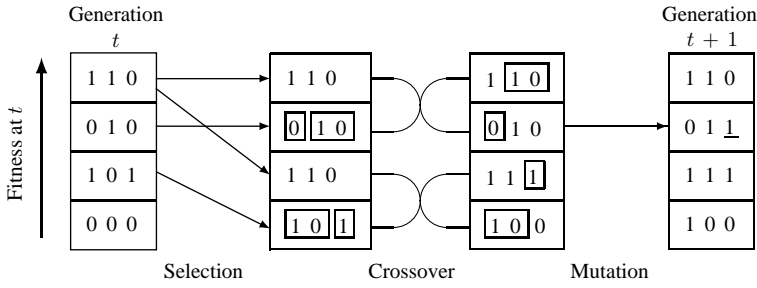 Generation
t
Generation
t + 1
Fitness at t
1 1 0
1 1 0
1 1 0
1 1 0
0 1 0
0 1 0
0 1 0
0 1 1
1 0 1
1 1 0
1 1 1
1 1 1
0 0 0
1 0 1
1 0 0
1 0 0
Selection
Crossover
Mutation